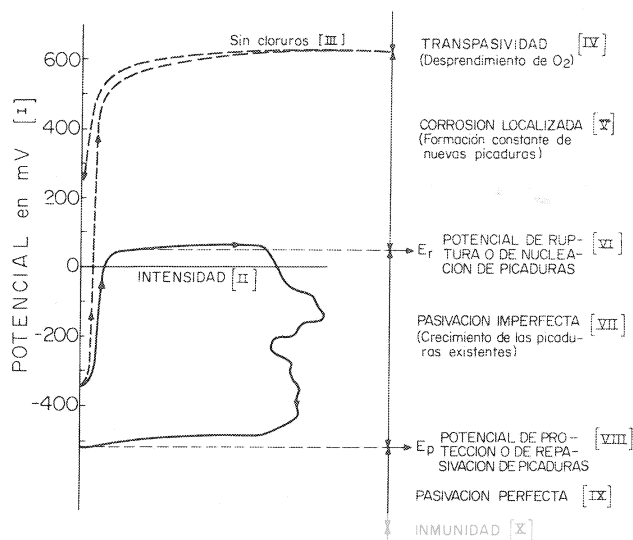 Sin cloruros [III]
POTENCIAL en mV [I]
600
400
200
0
-200
-400
INTENSIDAD [II]
TRANSPASIVIDAD [IV]
(Desprendimiento de O2)
CORROSION LOCALIZADA [V]
(Formación constante de
nuevas picaduras)
Er
POTENCIAL DE RUP-
TURA O DE NUCLEA-
CION DE PICADURAS
[VI]
PASIVACION IMPERFECTA [VII]
(Crecimiento de las picadu-
ras existentes)
Ep
POTENCIAL DE PRO-
TECCION O DE REPA-
SIVACION DE PICADURAS
[VIII]
PASIVACION PERFECTA [IX]
INMUNIDAD [X]